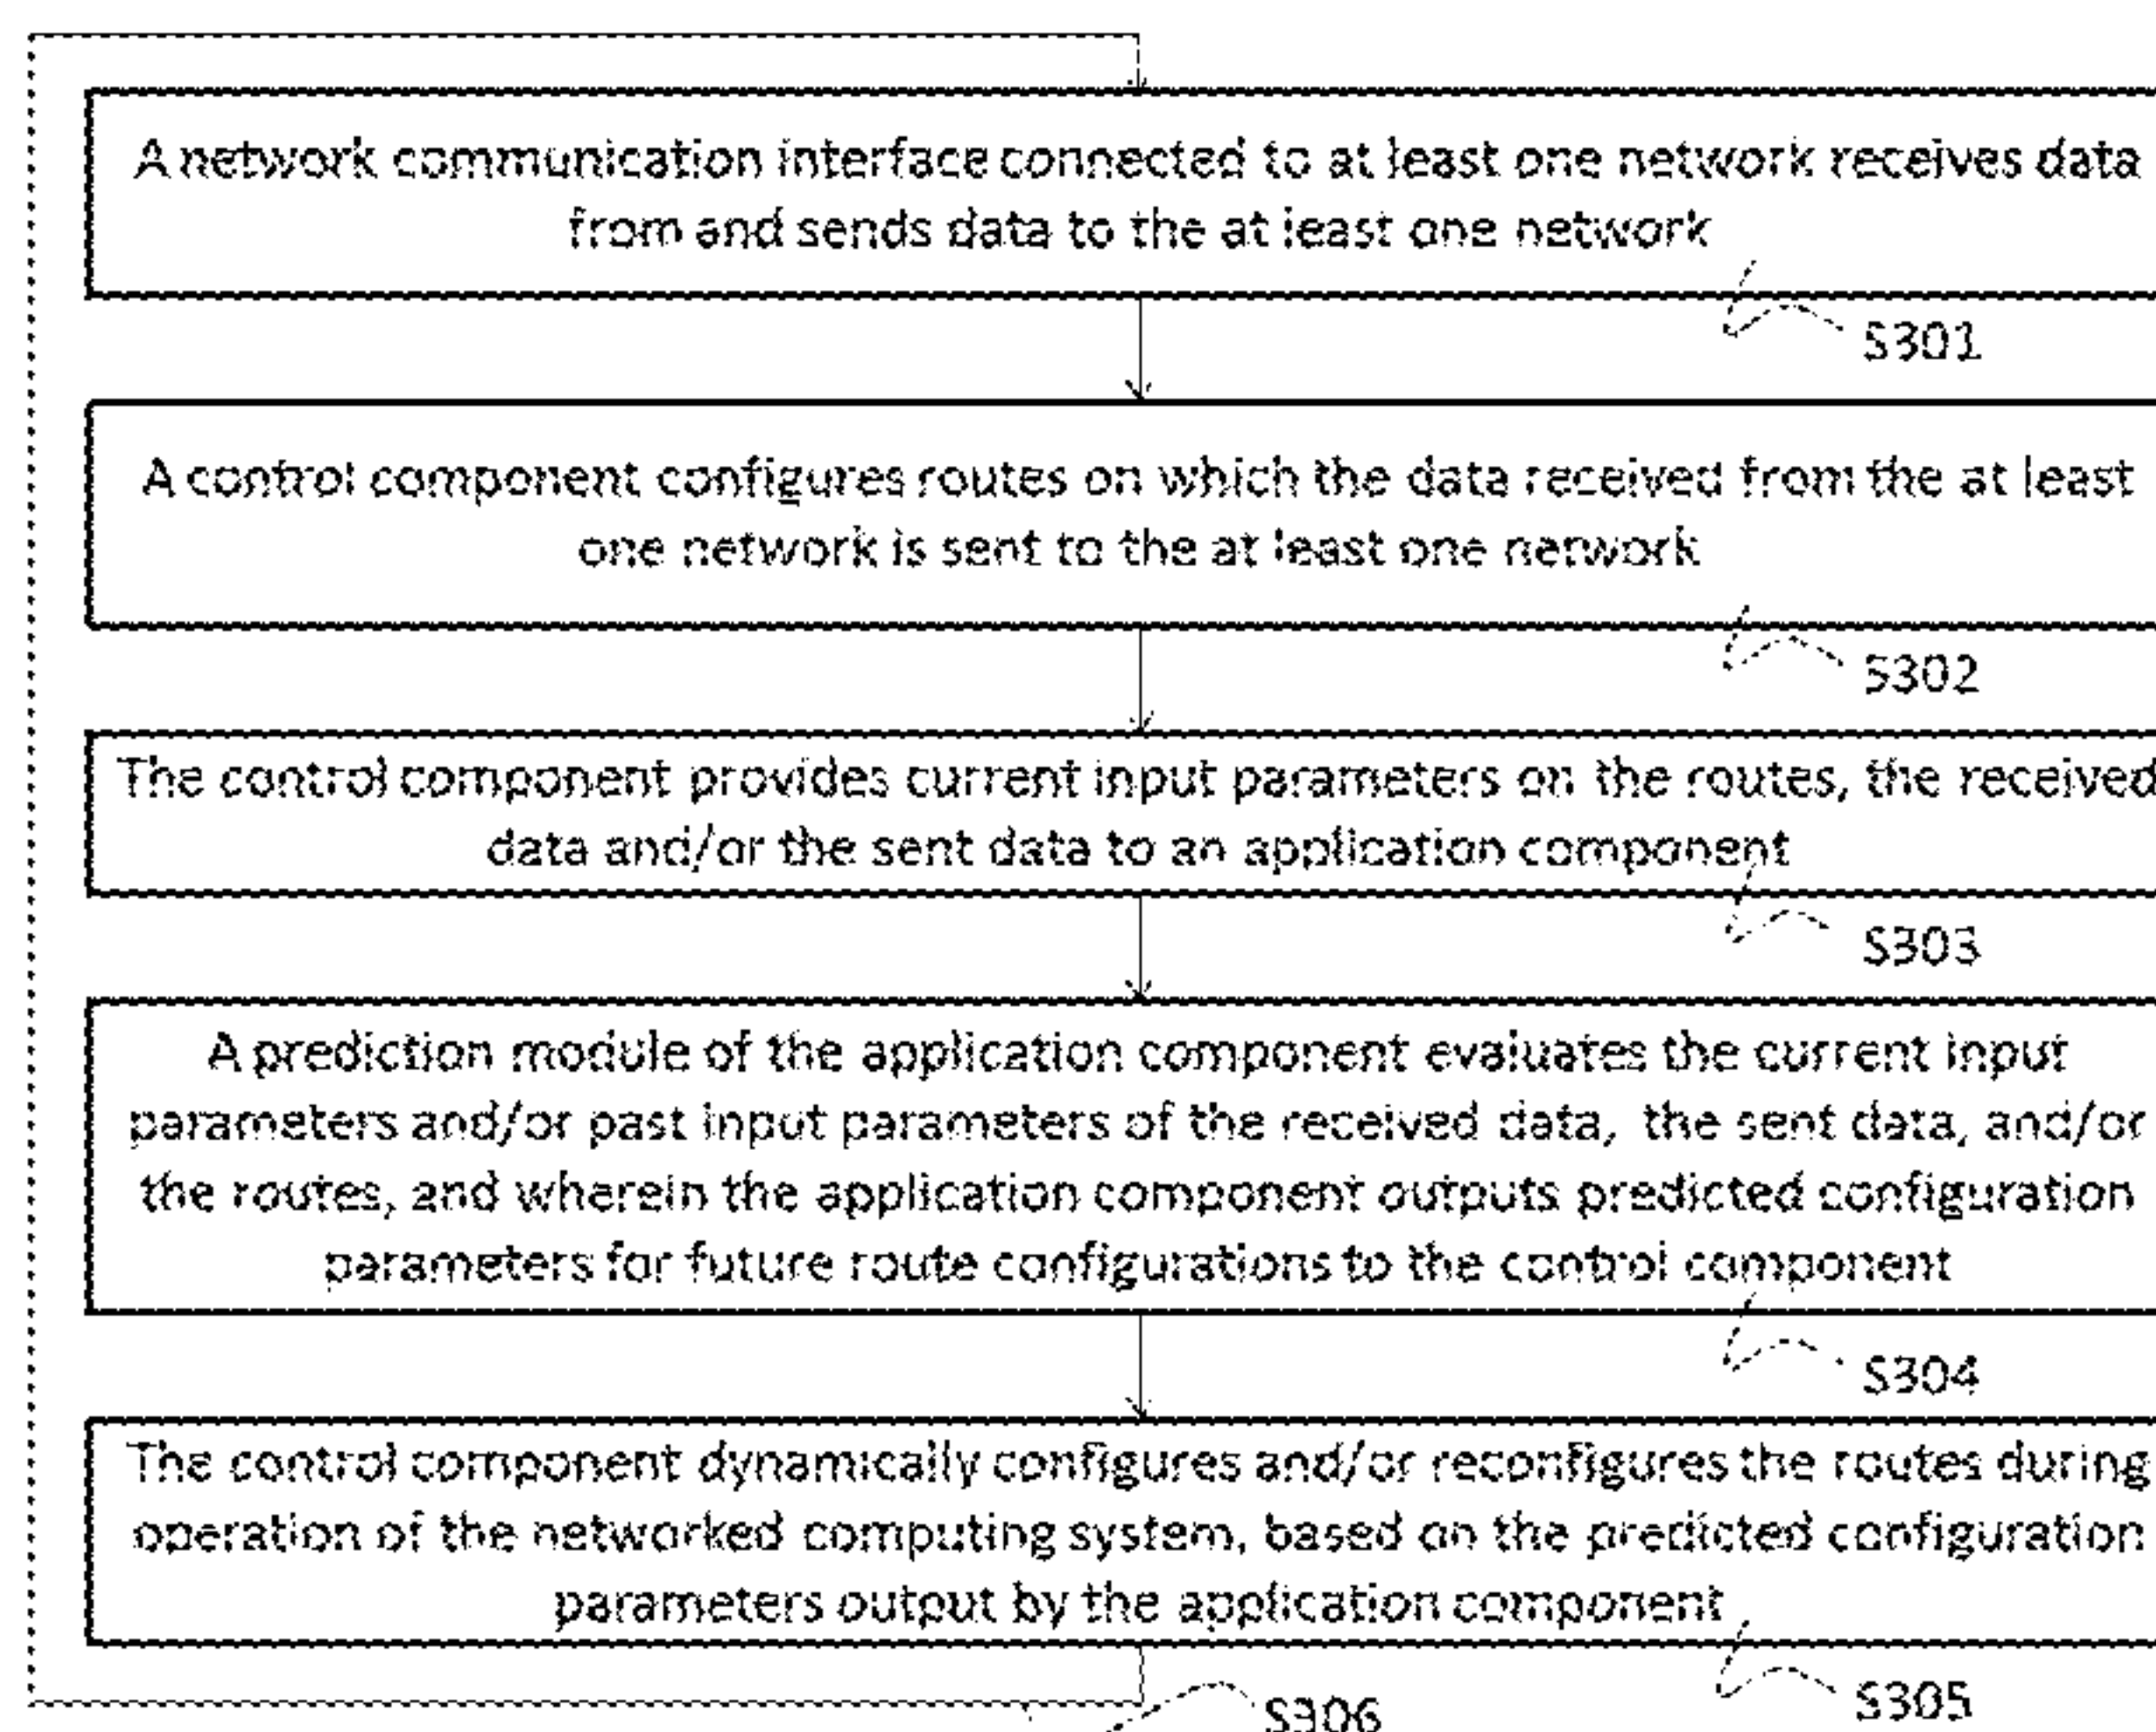 A network communication interface connected to at least one network receives data
from and sends data to the at least one network
S301
A control component configures routes on which the data received from the at least
one network is sent to the at least one network
S302
The control component provides current input parameters on the routes, the received
data and/or the sent data to an application component
S303
A prediction module of the application component evaluates the current input
parameters and/or past input parameters of the received data, the sent data, and/or
the routes, and wherein the application component outputs predicted configuration
parameters for future route configurations to the control component
S304
The control component dynamically configures and/or reconfigures the routes during
operation of the networked computing system, based on the predicted configuration
parameters output by the application component
S305
S306